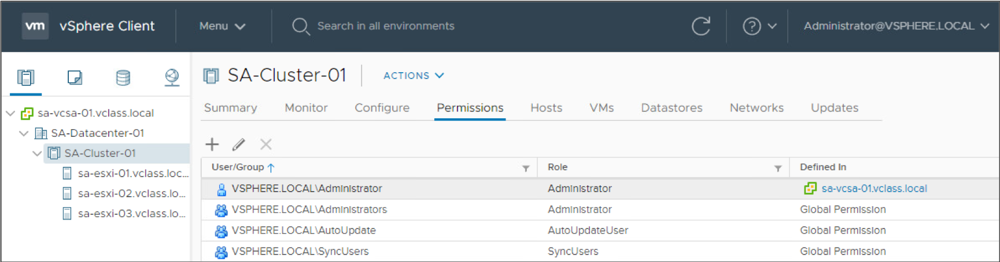 vm vSphere Client Menu Search in all environments ? Administrator@VSPHERE.LOCAL
SA-Cluster-01 ACTIONS
Summary Monitor Configure Permissions Hosts VMs Datastores Networks Updates
sa-vcsa-01.vclass.local
SA-Datacenter-01
SA-Cluster-01
sa-esxi-01.vclass.loc...
sa-esxi-02.vclass.lo...
sa-esxi-03.vclass.lo...
User/Group Role Defined In
VSPHERE.LOCAL\Administrator Administrator sa-vcsa-01.vclass.local
VSPHERE.LOCAL\Administrators Administrator Global Permission
VSPHERE.LOCAL\AutoUpdate AutoUpdateUser Global Permission
VSPHERE.LOCAL\SyncUsers SyncUsers Global Permission